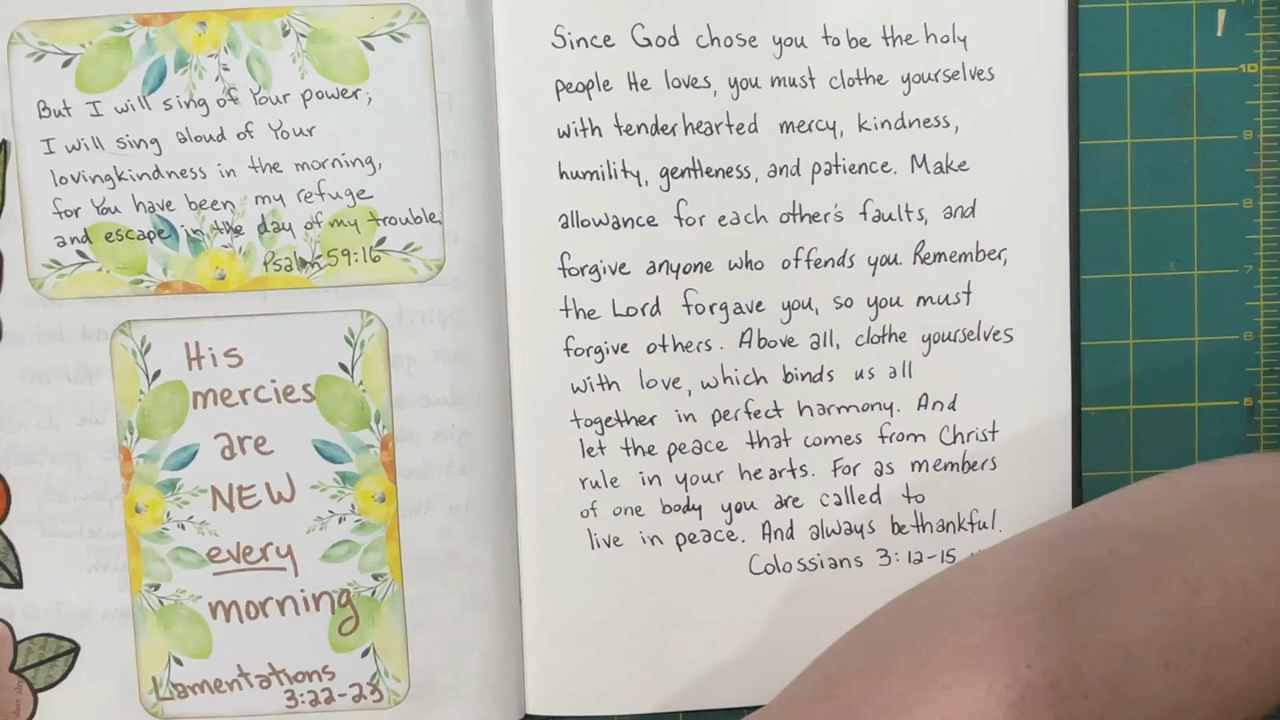 But I will sing of Your power;
I will sing aloud of Your
lovingkindness in the morning,
for You have been my refuge
and escape in the day of my trouble.
Psalm 59:16
His
mercies
are
NEW
every
morning
Lamentations
3:22-23
Since God chose you to be the holy
people He loves, you must clothe yourselves
with tenderhearted mercy, kindness,
humility, gentleness, and patience. Make
allowance for each other's faults, and
forgive anyone who offends you. Remember,
the Lord forgave you, so you must
forgive others. Above all, clothe yourselves
with love, which binds us all
together in perfect harmony. And
let the peace that comes from Christ
rule in your hearts. For as members
of one body you are called to
live in peace. And always be thankful.
Colossians 3:12-15
10
9
8
7
6
5